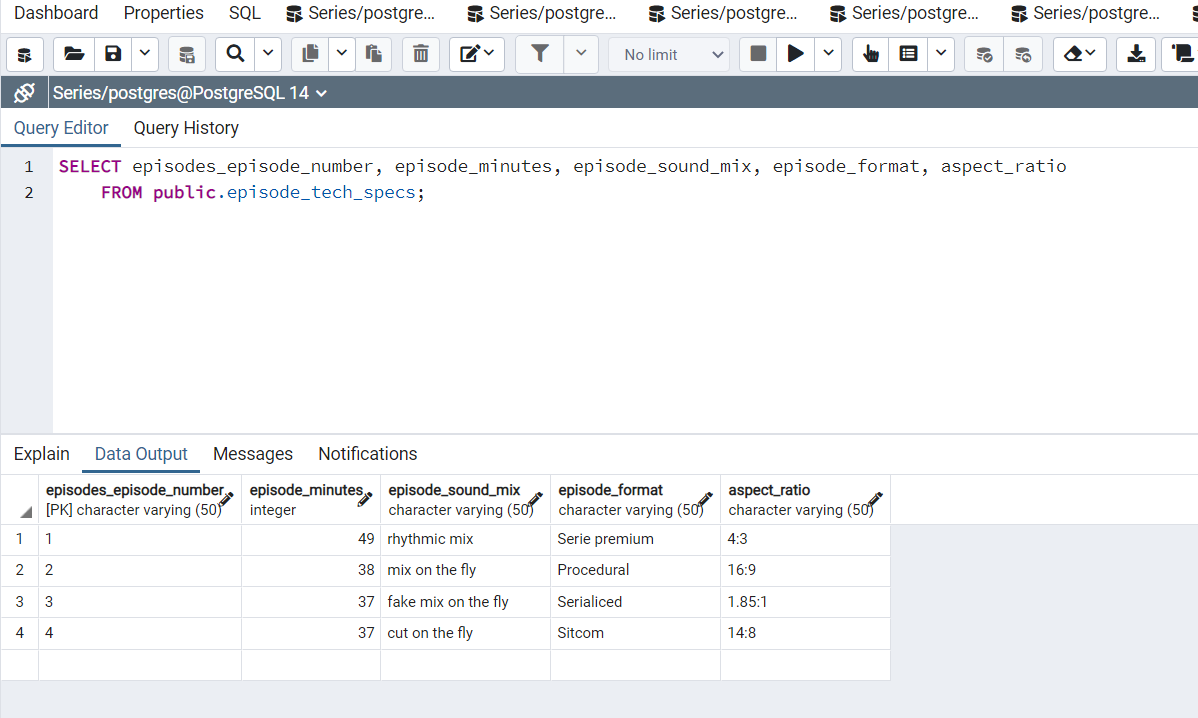 Dashboard Properties SQL Series/postgre... Series/postgre... Series/postgre... Series/postgre... Series/postgre...
No limit
Series/postgres@PostgreSQL 14
Query Editor Query History
1 SELECT episodes_episode_number, episode_minutes, episode_sound_mix, episode_format, aspect_ratio
2 FROM public.episode_tech_specs;
Explain Data Output Messages Notifications
episodes_episode_number episode_minutes episode_sound_mix episode_format aspect_ratio
[PK] character varying (50) integer character varying (50) character varying (50) character varying (50)
1 1 49 rhythmic mix Serie premium 4:3
2 2 38 mix on the fly Procedural 16:9
3 3 37 fake mix on the fly Serialiced 1.85:1
4 4 37 cut on the fly Sitcom 14:8